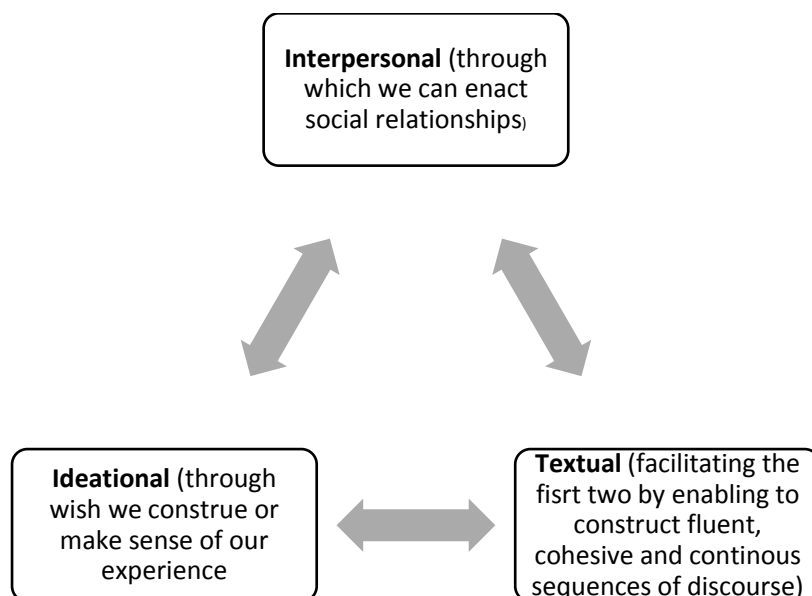 Interpersonal (through
which we can enact
social relationships)
Ideational (through
wish we construe or
make sense of our
experience
Textual (facilitating the
fisrt two by enabling to
construct fluent,
cohesive and continous
sequences of discourse)